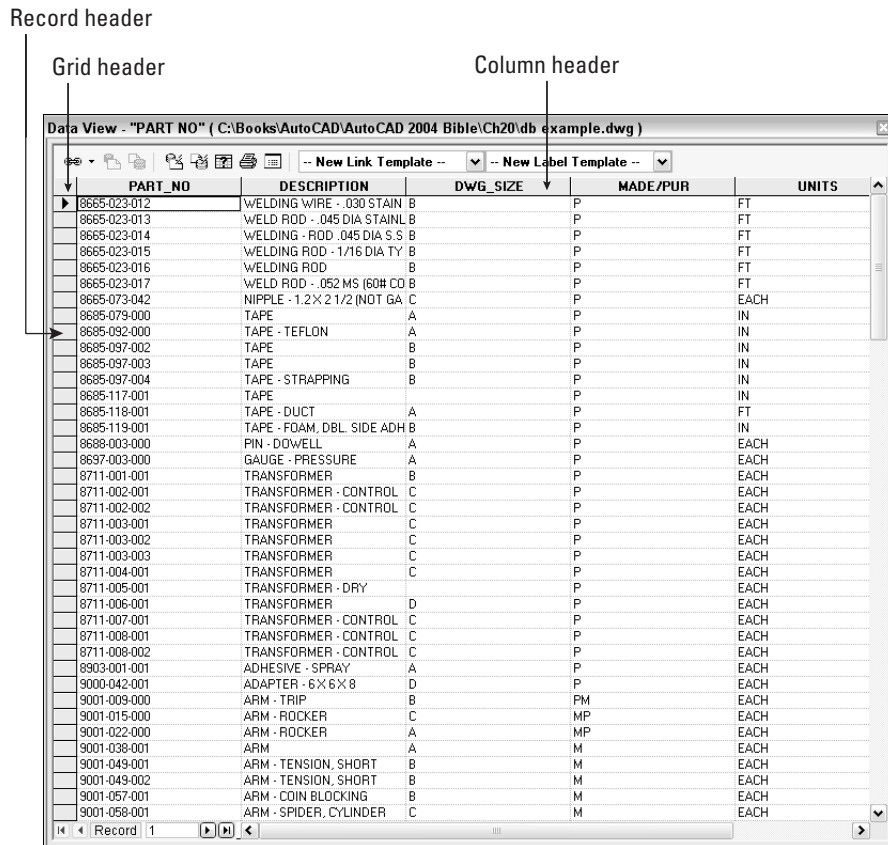 Record header
Grid header
Column header
Data View - "PART NO" ( C:\Books\AutoCAD\AutoCAD 2004 Bible\Ch20\db example.dwg )
-- New Link Template -- -- New Label Template --
PART_NO DESCRIPTION DWG_SIZE MADE/PUR UNITS
8665-023-012 WELDING WIRE - .030 STAIN B P FT
8665-023-013 WELD ROD - .045 DIA STAINL B P FT
8665-023-014 WELDING - ROD .045 DIA S.S B P FT
8665-023-015 WELDING ROD - 1/16 DIA TY B P FT
8665-023-016 WELDING ROD B P FT
8665-023-017 WELD ROD - .052 MS (60# CO B P FT
8665-073-042 NIPPLE - 1.2 X 2 1/2 (NOT GA C P EACH
8685-079-000 TAPE A P IN
8685-092-000 TAPE - TEFLON A P IN
8685-097-002 TAPE B P IN
8685-097-003 TAPE B P IN
8685-097-004 TAPE - STRAPPING B P IN
8685-117-001 TAPE P IN
8685-118-001 TAPE - DUCT A P FT
8685-119-001 TAPE - FOAM, DBL. SIDE ADH B P IN
8688-003-000 PIN - DOWELL A P EACH
8697-003-000 GAUGE - PRESSURE A P EACH
8711-001-001 TRANSFORMER B P EACH
8711-002-001 TRANSFORMER - CONTROL C P EACH
8711-002-002 TRANSFORMER - CONTROL C P EACH
8711-003-001 TRANSFORMER C P EACH
8711-003-002 TRANSFORMER C P EACH
8711-003-003 TRANSFORMER C P EACH
8711-004-001 TRANSFORMER C P EACH
8711-005-001 TRANSFORMER - DRY P EACH
8711-006-001 TRANSFORMER D P EACH
8711-007-001 TRANSFORMER - CONTROL C P EACH
8711-008-001 TRANSFORMER - CONTROL C P EACH
8711-008-002 TRANSFORMER - CONTROL C P EACH
8903-001-001 ADHESIVE - SPRAY A P EACH
9000-042-001 ADAPTER - 6 X 6 X 8 D P EACH
9001-009-000 ARM - TRIP B PM EACH
9001-015-000 ARM - ROCKER C MP EACH
9001-022-000 ARM - ROCKER A MP EACH
9001-038-001 ARM A M EACH
9001-049-001 ARM - TENSION, SHORT B M EACH
9001-049-002 ARM - TENSION, SHORT B M EACH
9001-057-001 ARM - COIN BLOCKING B M EACH
9001-058-001 ARM - SPIDER, CYLINDER C M EACH
Record 1